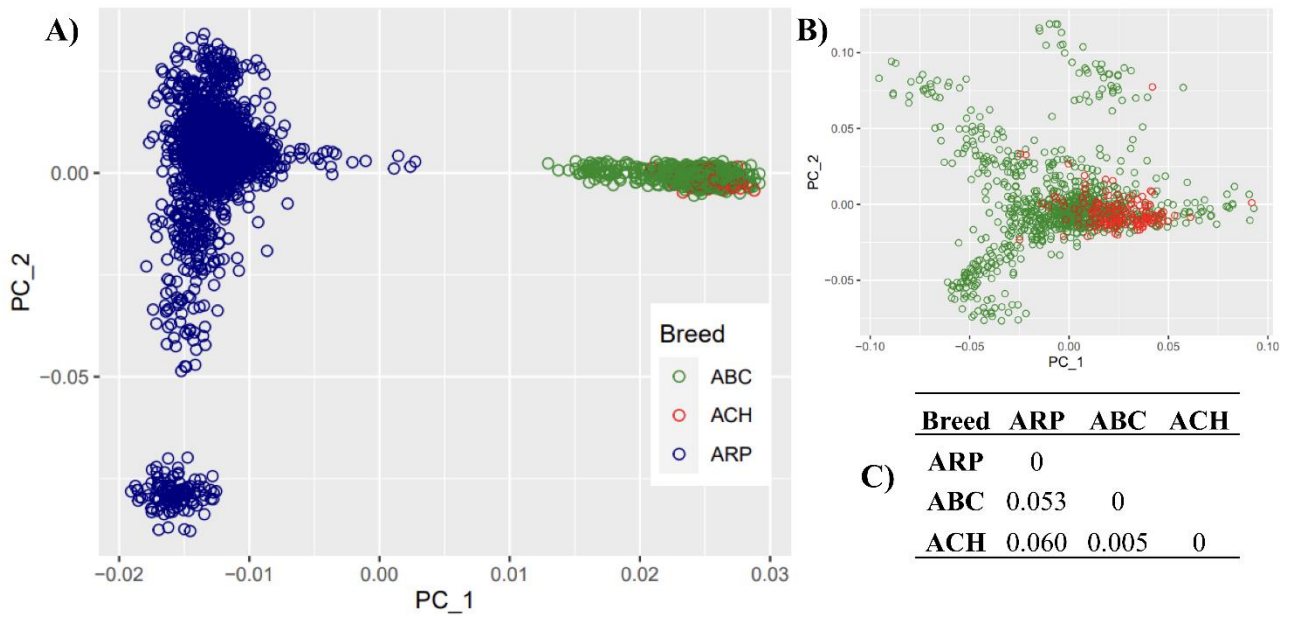 A)
0.00
−0.05
PC_2
−0.02
−0.01
0.00
0.01
0.02
0.03
PC_1
Breed
ABC
ACH
ARP
B)
0.10
0.05
0.00
−0.05
PC_2
−0.10
−0.05
0.00
0.05
0.10
PC_1
C)
Breed ARP ABC ACH
ARP 0
ABC 0.053 0
ACH 0.060 0.005 0